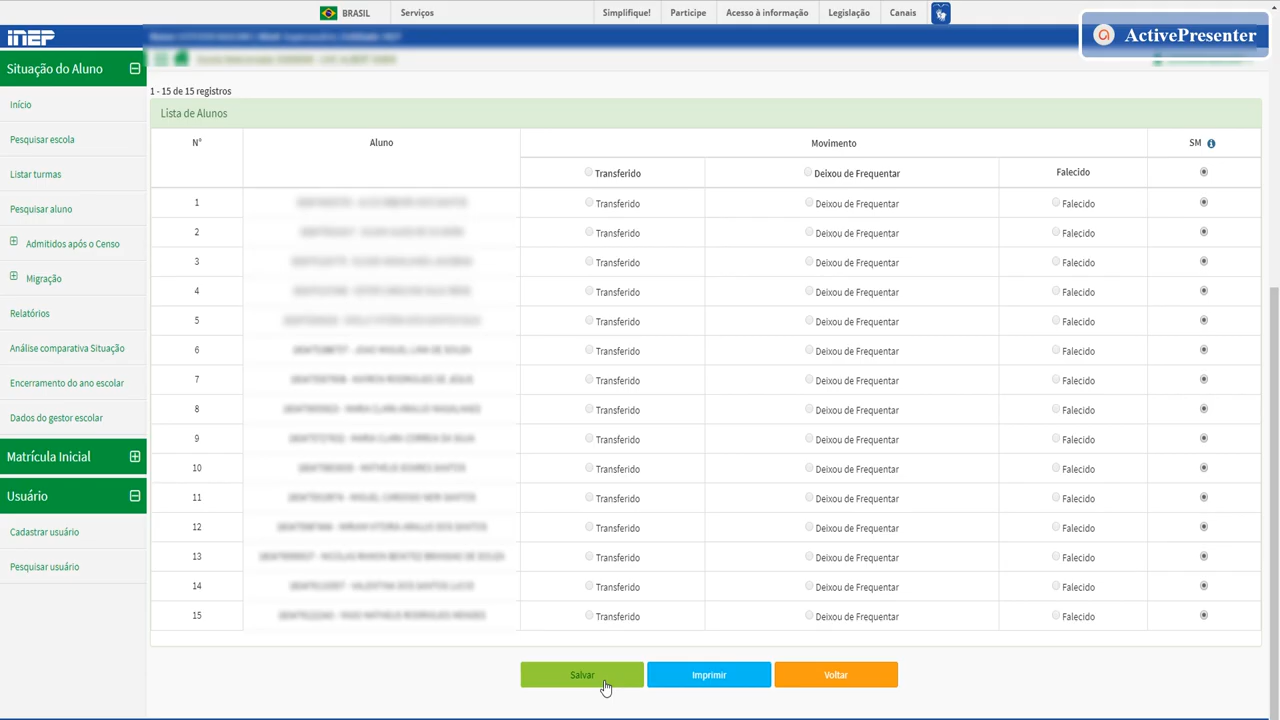 BRASIL Serviços Simplifique! Participe Acesso à informação Legislação Canais
inep
ActivePresenter
Situação do Aluno
Início
Pesquisar escola
Listar turmas
Pesquisar aluno
Admitidos após o Censo
Migração
Relatórios
Análise comparativa Situação
Encerramento do ano escolar
Dados do gestor escolar
Matrícula Inicial
Usuário
Cadastrar usuário
Pesquisar usuário
1 - 15 de 15 registros
Lista de Alunos
N° Aluno Movimento SM
Transferido Deixou de Frequentar Falecido
1 Transferido Deixou de Frequentar Falecido
2 Transferido Deixou de Frequentar Falecido
3 Transferido Deixou de Frequentar Falecido
4 Transferido Deixou de Frequentar Falecido
5 Transferido Deixou de Frequentar Falecido
6 Transferido Deixou de Frequentar Falecido
7 Transferido Deixou de Frequentar Falecido
8 Transferido Deixou de Frequentar Falecido
9 Transferido Deixou de Frequentar Falecido
10 Transferido Deixou de Frequentar Falecido
11 Transferido Deixou de Frequentar Falecido
12 Transferido Deixou de Frequentar Falecido
13 Transferido Deixou de Frequentar Falecido
14 Transferido Deixou de Frequentar Falecido
15 Transferido Deixou de Frequentar Falecido
Salvar Imprimir Voltar